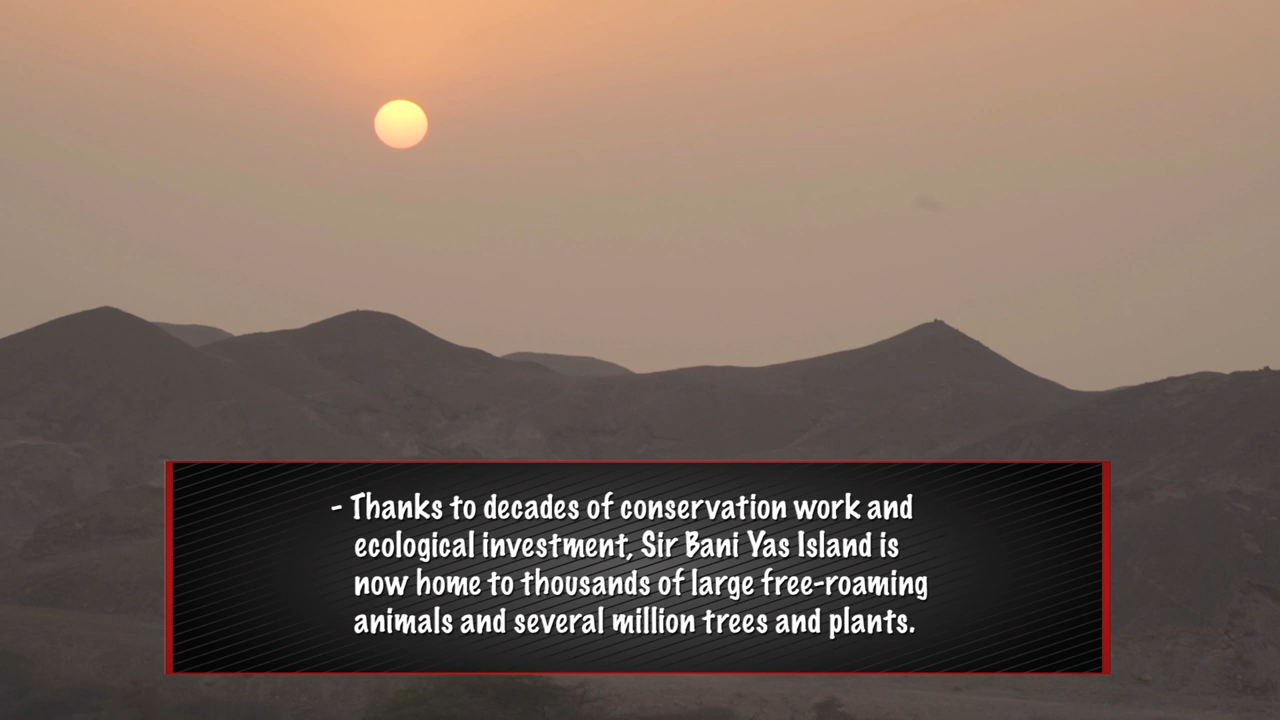 - Thanks to decades of conservation work and
ecological investment, Sir Bani Yas Island is
now home to thousands of large free-roaming
animals and several million trees and plants.